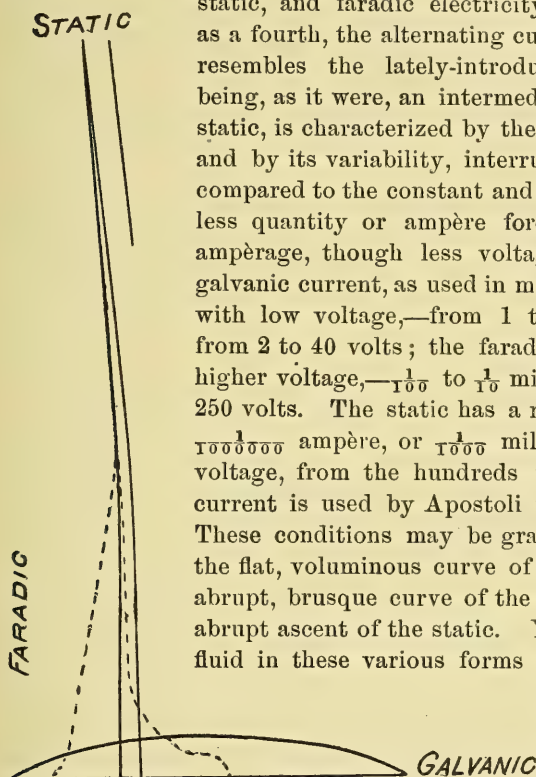 STATIC
static, and faradic electricity
as a fourth, the alternating cu
resembles the lately-introdu
being, as it were, an intermed
static, is characterized by the
and by its variability, interru
compared to the constant and
less quantity or ampère for
ampèrage, though less volta
galvanic current, as used in m
with low voltage,—from 1 t
from 2 to 40 volts; the farad
higher voltage,—1/100 to 1/10 mi
250 volts. The static has a r
1/1000000 ampère, or 1/1000 mil
voltage, from the hundreds
current is used by Apostoli
These conditions may be gra
the flat, voluminous curve of
abrupt, brusque curve of the
abrupt ascent of the static. Y
fluid in these various forms
FARADIC
GALVANIC